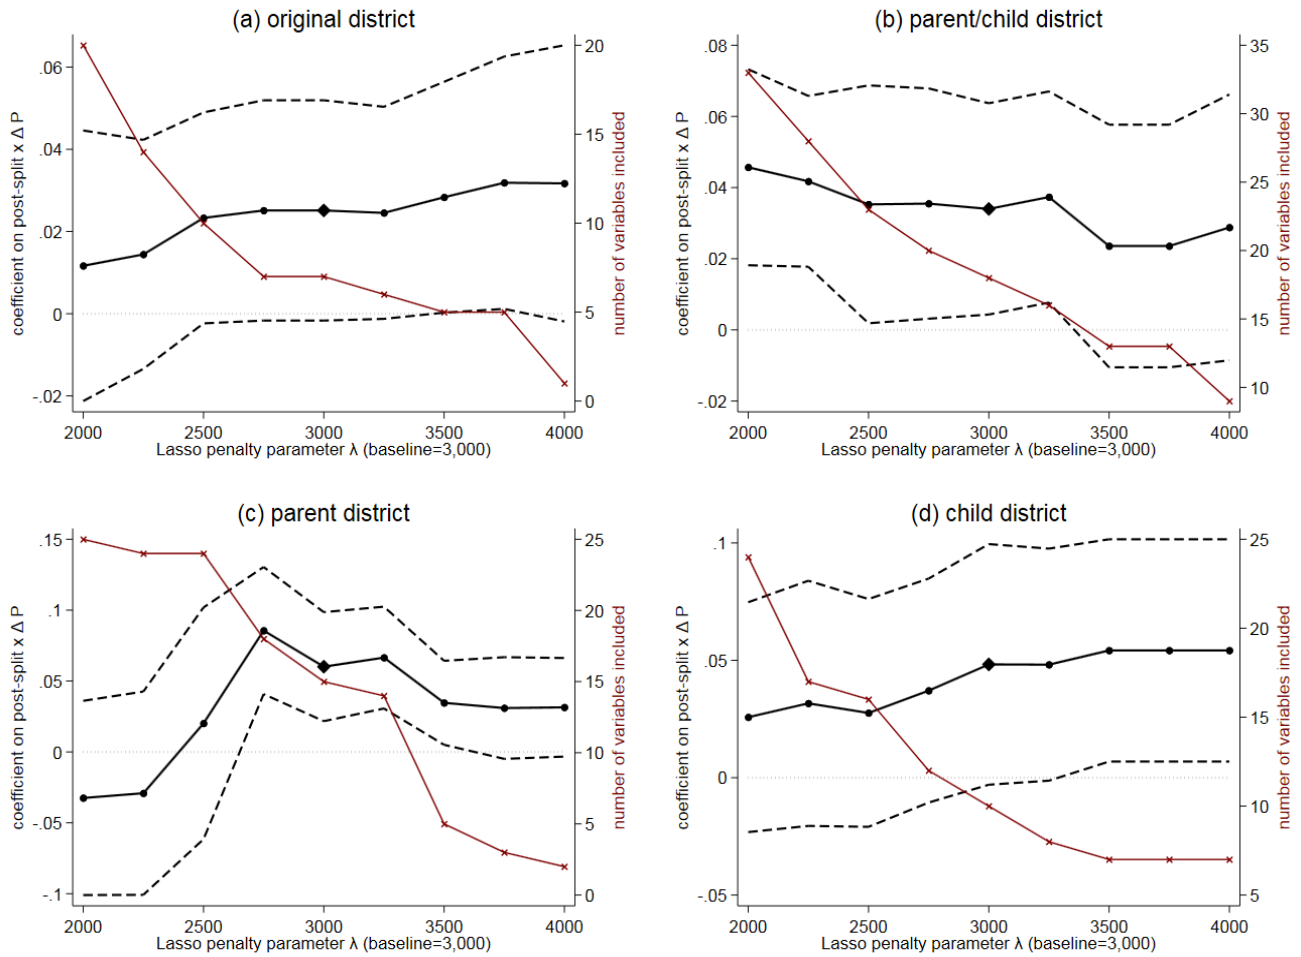 (a) original district
coefficient on post-split x Δ P
.06
.04
.02
0
-.02
20
15
10
5
0
number of variables included
2000 2500 3000 3500 4000
Lasso penalty parameter λ (baseline=3,000)
(b) parent/child district
coefficient on post-split x Δ P
.08
.06
.04
.02
0
-.02
35
30
25
20
15
10
number of variables included
2000 2500 3000 3500 4000
Lasso penalty parameter λ (baseline=3,000)
(c) parent district
coefficient on post-split x Δ P
.15
.1
.05
0
-.05
-.1
25
20
15
10
5
0
number of variables included
2000 2500 3000 3500 4000
Lasso penalty parameter λ (baseline=3,000)
(d) child district
coefficient on post-split x Δ P
.1
.05
0
-.05
25
20
15
10
5
number of variables included
2000 2500 3000 3500 4000
Lasso penalty parameter λ (baseline=3,000)